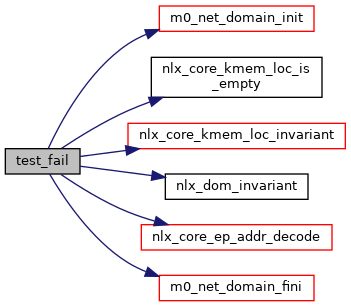 m0_net_domain_init
nlx_core_kmem_loc_is
_empty
nlx_core_kmem_loc_invariant
test_fail
nlx_dom_invariant
nlx_core_ep_addr_decode
m0_net_domain_fini